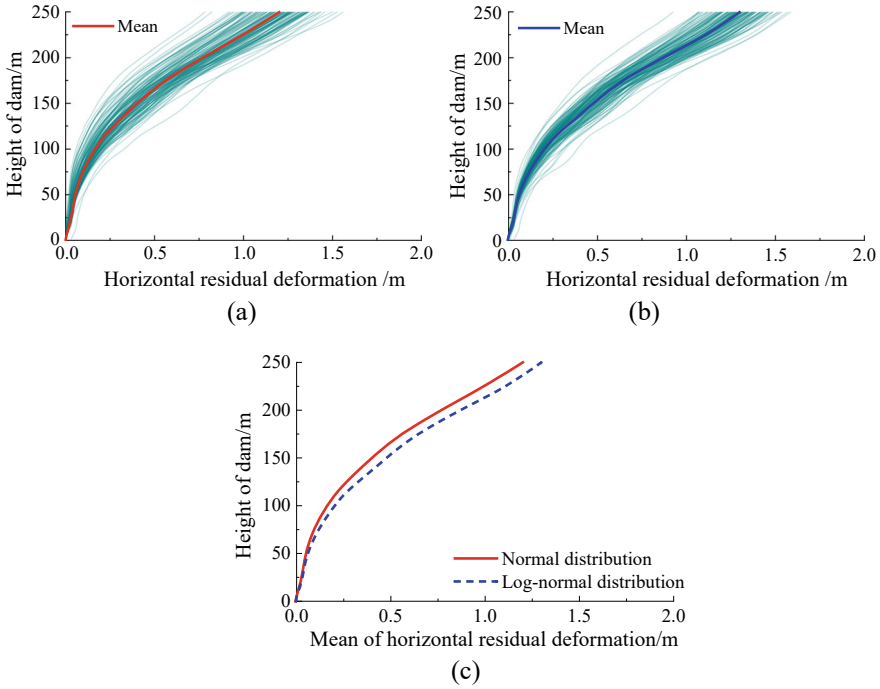 250
200
150
100
50
0
Height of dam/m
Mean
0.0
0.5
1.0
1.5
2.0
Horizontal residual deformation /m
(a)
250
200
150
100
50
0
Height of dam/m
Mean
0.0
0.5
1.0
1.5
2.0
Horizontal residual deformation /m
(b)
250
200
150
100
50
0
Height of dam/m
Normal distribution
Log-normal distribution
0.0
0.5
1.0
1.5
2.0
Mean of horizontal residual deformation/m
(c)